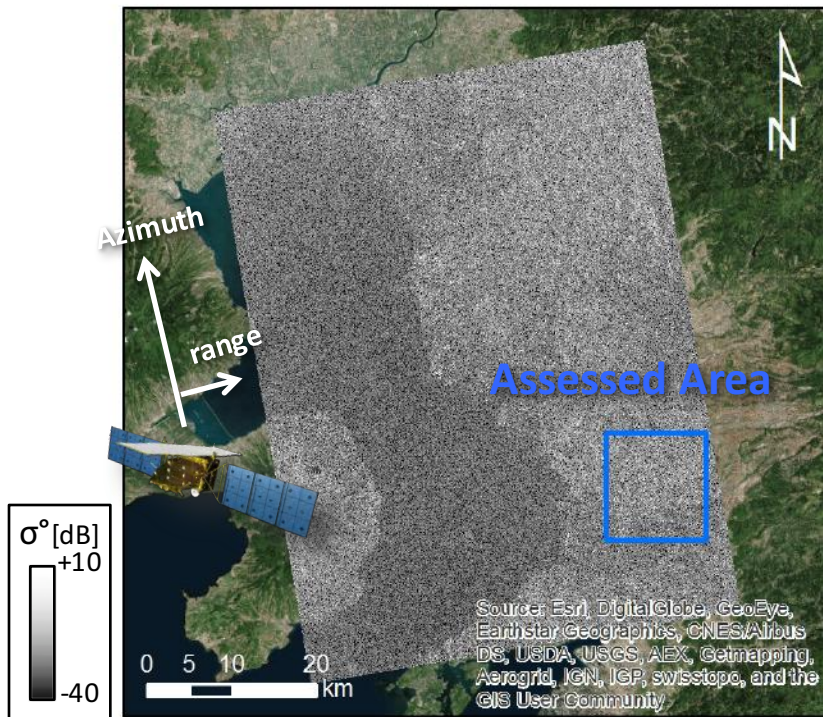 N
Azimuth
range
Assessed Area
σ° [dB]
+10
-40
0 5 10 20
km
Source: Esri, DigitalGlobe, GeoEye,
Earthstar Geographics, CNES/Airbus
DS, USDA, USGS, AEX, Getmapping,
Aerogrid, IGN, IGP, swisstopo, and the
GIS User Community